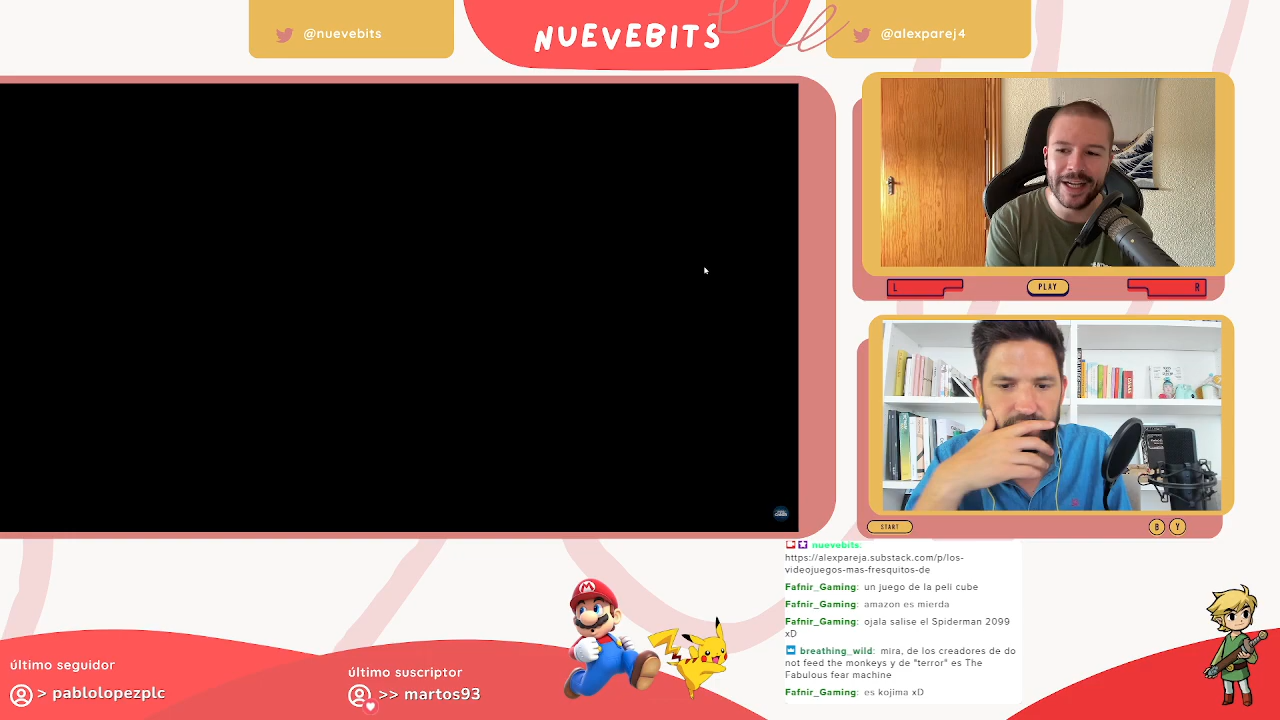 @nuevebits
NUEVEBITS
@alexparej4
L
PLAY
R
START
B
Y
nuevebits:
https://alexpareja.substack.com/p/los-
videojuegos-mas-fresquitos-de
Fafnir_Gaming: un juego de la peli cube
Fafnir_Gaming: amazon es mierda
Fafnir_Gaming: ojala salise el Spiderman 2099
xD
breathing_wild: mira, de los creadores de do
not feed the monkeys y de "terror" es The
Fabulous fear machine
Fafnir_Gaming: es kojima xD
último seguidor
> pablolopezplc
último suscriptor
>> martos93